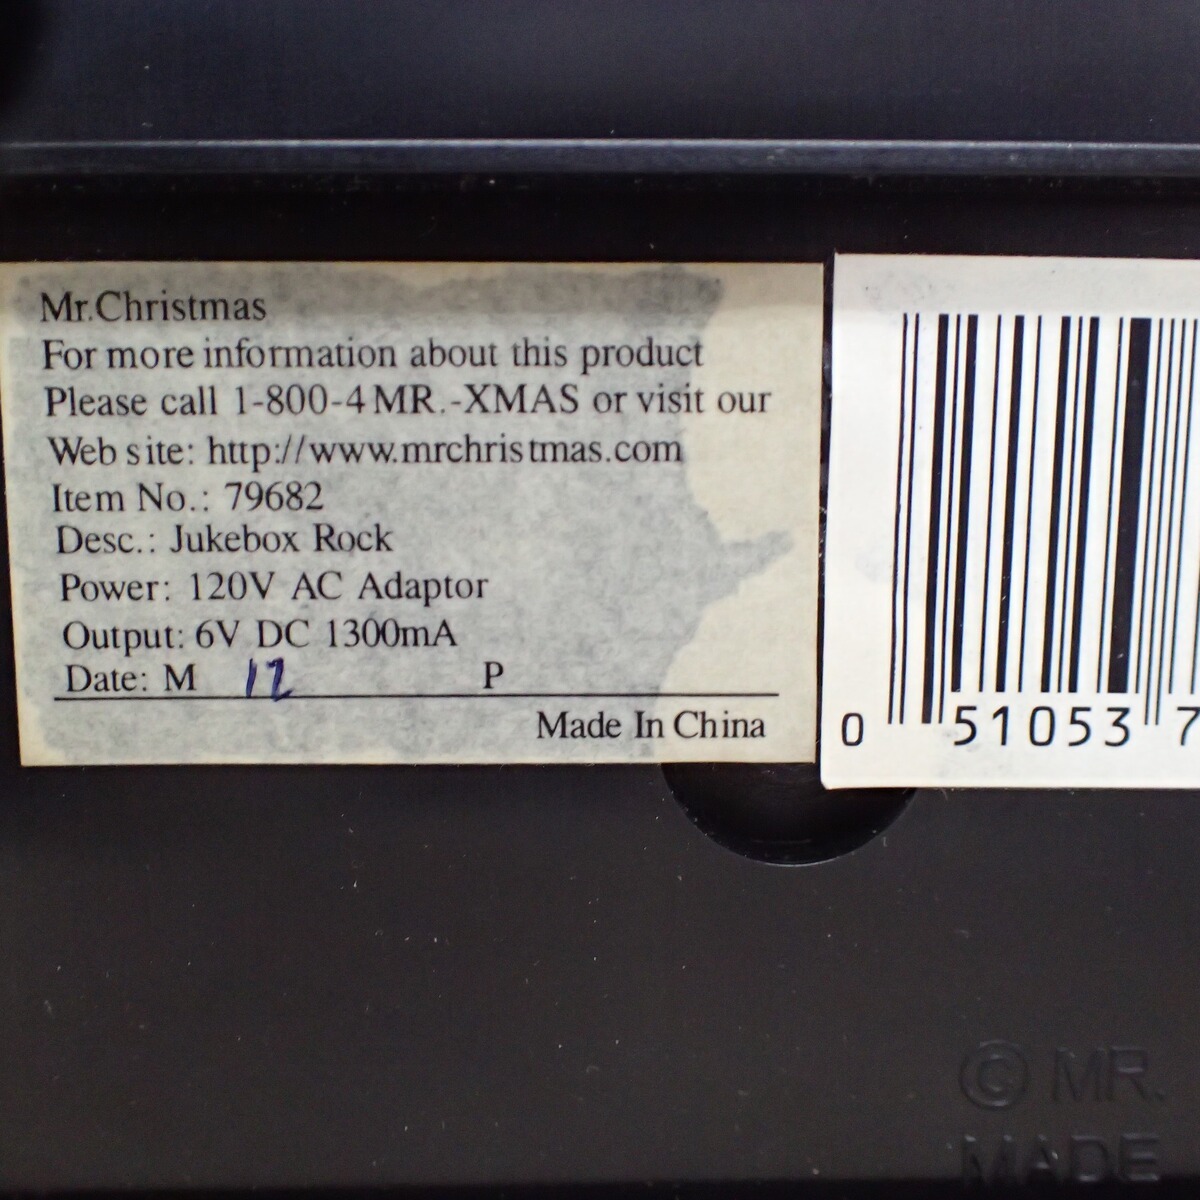 Mr.Christmas
For more information about this product
Please call 1-800-4 MR.-XMAS or visit our
Web site: http://www.mrchristmas.com
Item No.: 79682
Desc.: Jukebox Rock
Power: 120V AC Adaptor
Output: 6V DC 1300mA
Date: M 12 P
Made In China
0 51053 7
© MR.
MADE